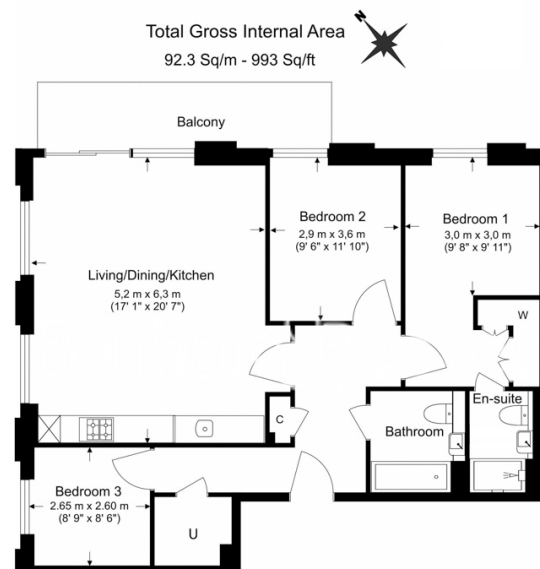 N
Total Gross Internal Area
92.3 Sq/m - 993 Sq/ft
Balcony
Bedroom 2
2,9 m x 3,6 m
(9' 6" x 11' 10")
Bedroom 1
3,0 m x 3,0 m
(9' 8" x 9' 11")
Living/Dining/Kitchen
5,2 m x 6,3 m
(17' 1" x 20' 7")
W
En-suite
C
Bathroom
Bedroom 3
2.65 m x 2.60 m
(8' 9" x 8' 6")
U